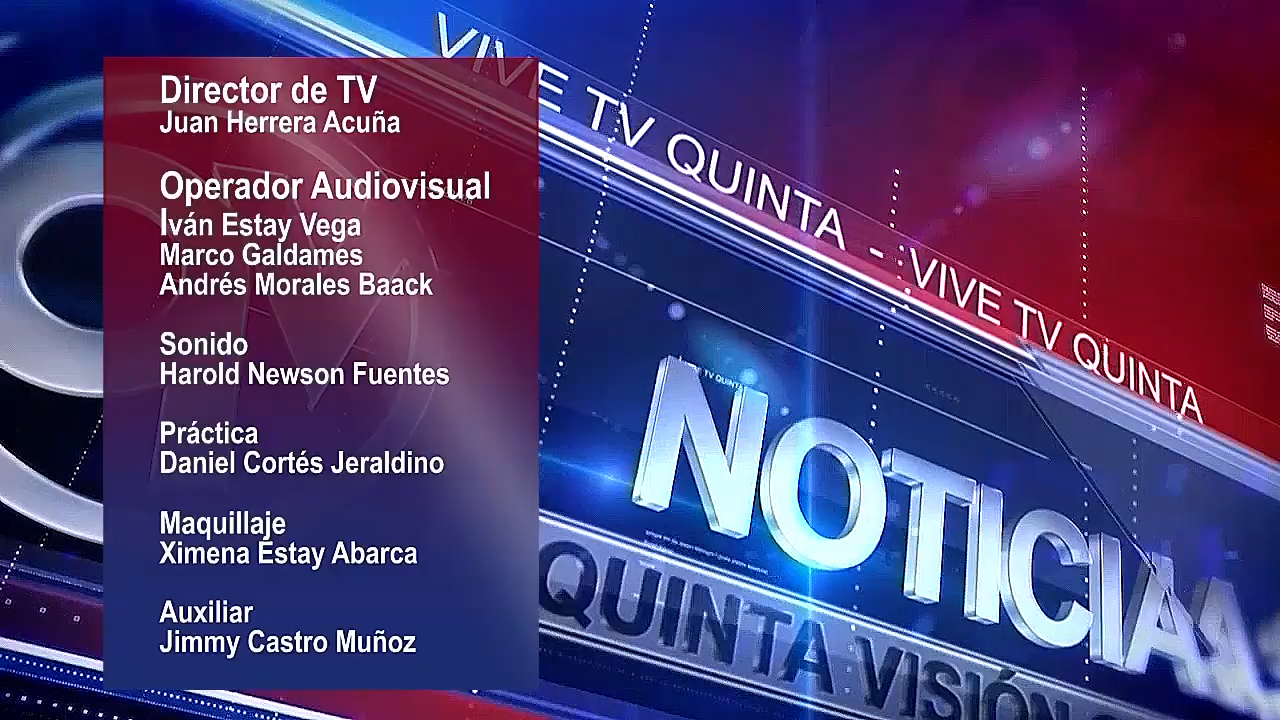 Director de TV
Juan Herrera Acuña
Operador Audiovisual
Iván Estay Vega
Marco Galdames
Andrés Morales Baack
Sonido
Harold Newson Fuentes
Práctica
Daniel Cortés Jeraldino
Maquillaje
Ximena Estay Abarca
Auxiliar
Jimmy Castro Muñoz
VIVE TV QUINTA - VIVE TV QUINTA
NOTICIA
QUINTA VISIÓN